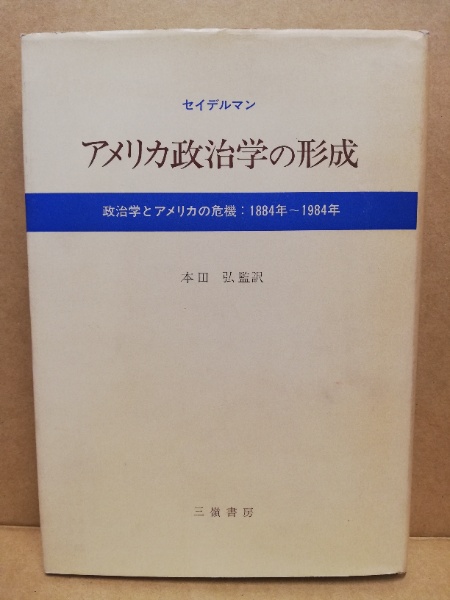 セイデルマン
アメリカ政治学の形成
政治学とアメリカの危機：1884年〜1984年
本田 弘監訳
三嶺書房